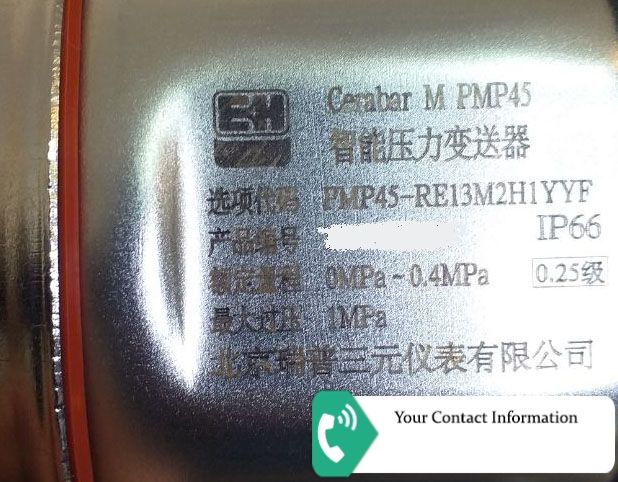 EH
Cerabar M PMP45
智能压力变送器
选项代码 PMP45-RE13M2H1YYF
产品编号 IP66
额定量程 0MPa~0.4MPa 0.25级
最大过压 1MPa
北京瑞普三元仪表有限公司
Your Contact Information